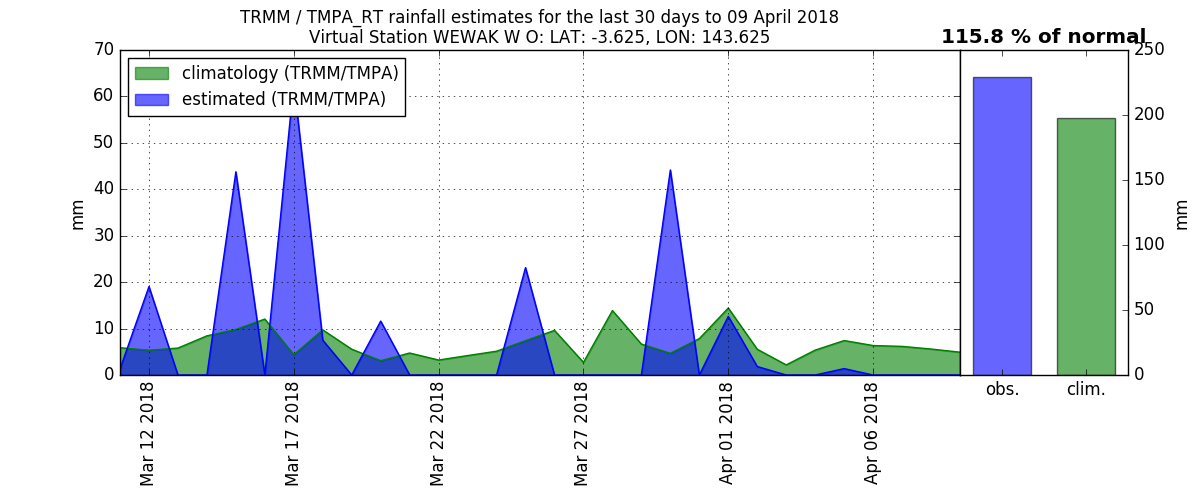 TRMM / TMPA_RT rainfall estimates for the last 30 days to 09 April 2018
Virtual Station WEWAK W O: LAT: -3.625, LON: 143.625
115.8 % of normal
climatology (TRMM/TMPA)
estimated (TRMM/TMPA)
70
60
50
40
30
20
10
0
mm
Mar 12 2018
Mar 17 2018
Mar 22 2018
Mar 27 2018
Apr 01 2018
Apr 06 2018
250
200
150
100
50
0
mm
obs.
clim.